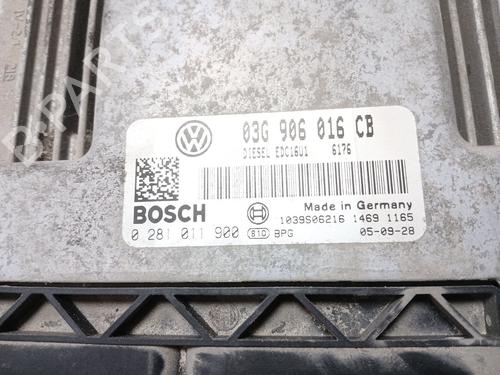 03G 906 016 CB
DIESEL EDC16U1 6176
BOSCH
Made in Germany
1039S06216 1469 1165
0 281 011 900 810 BPG 05-09-28
B-PARTS